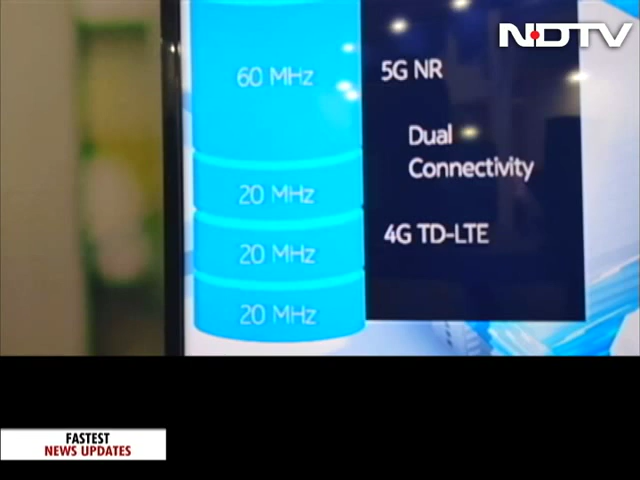 NDTV
60 MHz
5G NR
Dual
Connectivity
20 MHz
4G TD-LTE
20 MHz
20 MHz
FASTEST
NEWS UPDATES